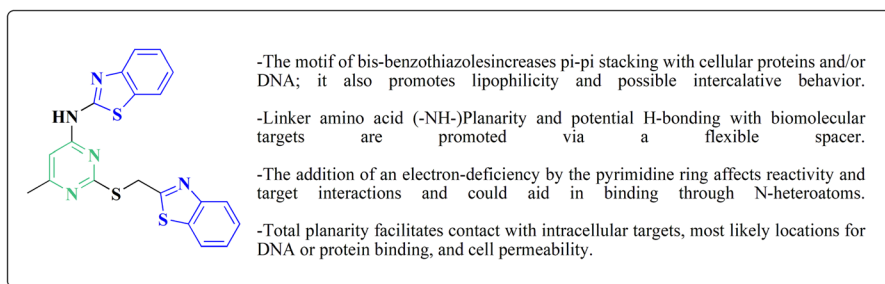 -The motif of bis-benzothiazolesincreases pi-pi stacking with cellular proteins and/or
DNA; it also promotes lipophilicity and possible intercalative behavior.
-Linker amino acid (-NH-)Planarity and potential H-bonding with biomolecular
targets are promoted via a flexible spacer.
-The addition of an electron-deficiency by the pyrimidine ring affects reactivity and
target interactions and could aid in binding through N-heteroatoms.
-Total planarity facilitates contact with intracellular targets, most likely locations for
DNA or protein binding, and cell permeability.
N
S
HN
N
N
S
N
S